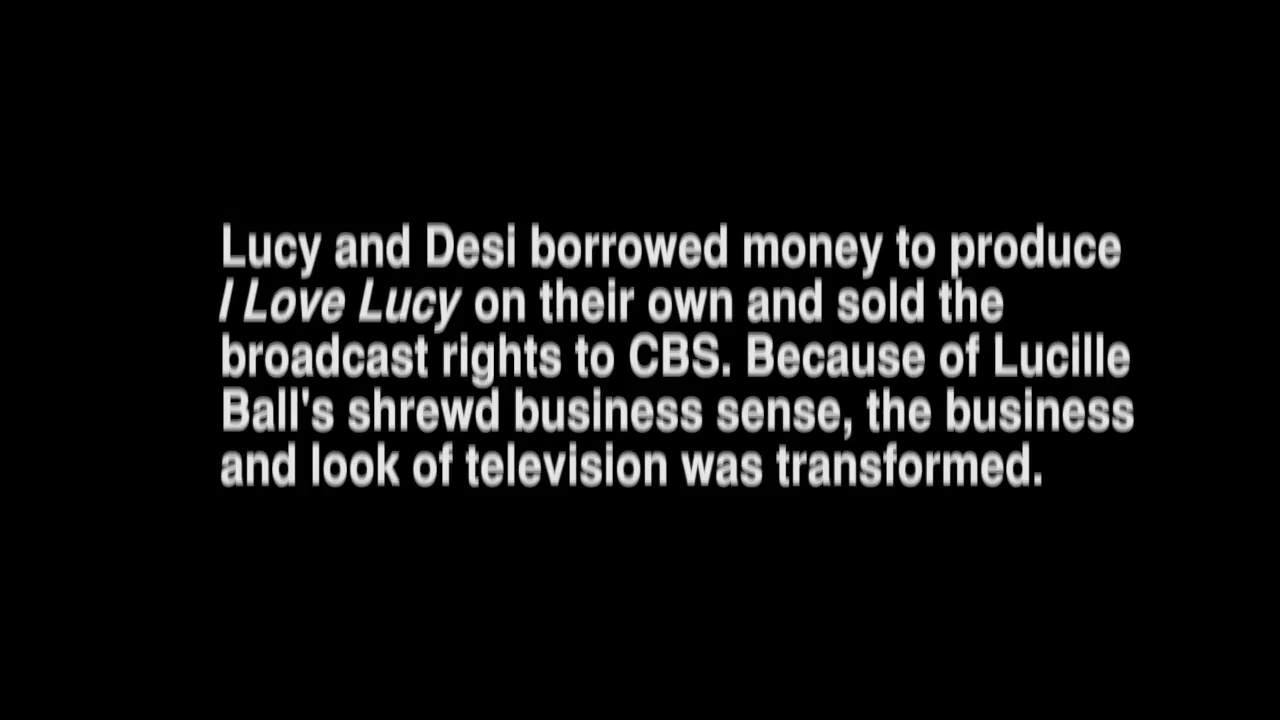 Lucy and Desi borrowed money to produce
I Love Lucy on their own and sold the
broadcast rights to CBS. Because of Lucille
Ball's shrewd business sense, the business
and look of television was transformed.